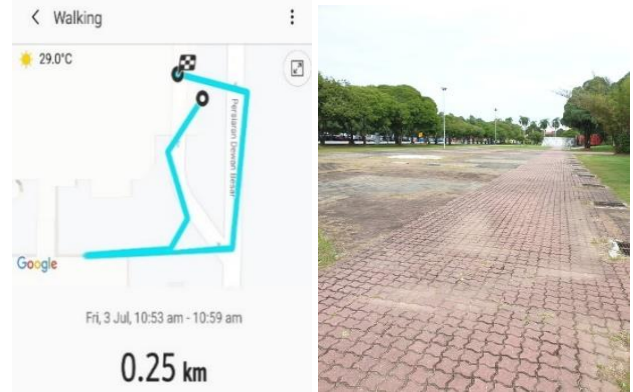 Walking
29.0°C
Persiaran Dewan Besar
Google
Fri, 3 Jul, 10:53 am - 10:59 am
0.25 km